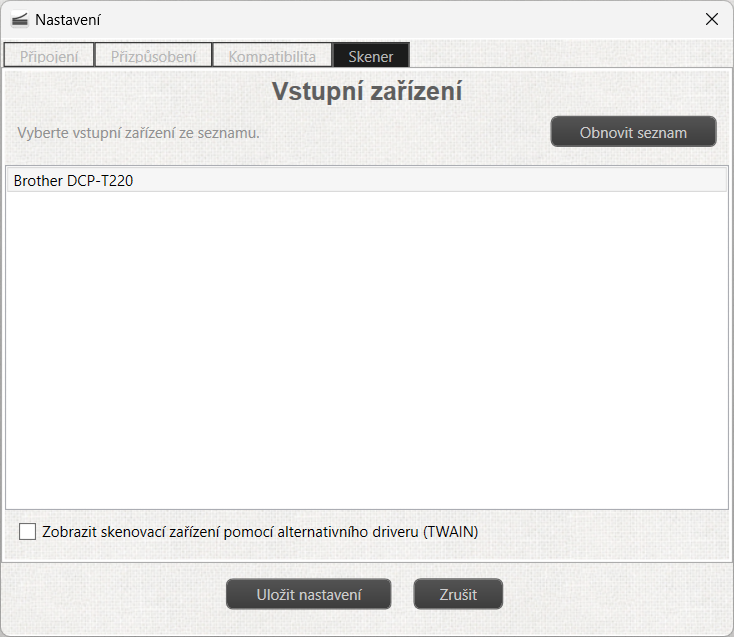 Nastavení
Připojení Přizpůsobení Kompatibilita Skener
Vstupní zařízení
Vyberte vstupní zařízení ze seznamu. Obnovit seznam
Brother DCP-T220
Zobrazit skenovací zařízení pomocí alternativního driveru (TWAIN)
Uložit nastavení Zrušit